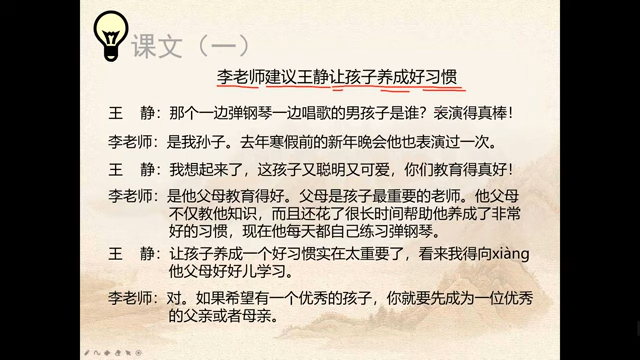 课文（一）
李老师建议王静让孩子养成好习惯
王 静：那个一边弹钢琴一边唱歌的男孩子是谁？表演得真棒！
李老师：是我孙子。去年寒假前的新年晚会他也表演过一次。
王 静：我想起来了，这孩子又聪明又可爱，你们教育得真好！
李老师：是他父母教育得好。父母是孩子最重要的老师。他父母
不仅教他知识，而且还花了很长时间帮助他养成了非常
好的习惯，现在他每天都自己练习弹钢琴。
王 静：让孩子养成一个好习惯实在太重要了，看来我得向xiàng
他父母好好儿学习。
李老师：对。如果希望有一个优秀的孩子，你就要先成为一位优秀
的父亲或者母亲。